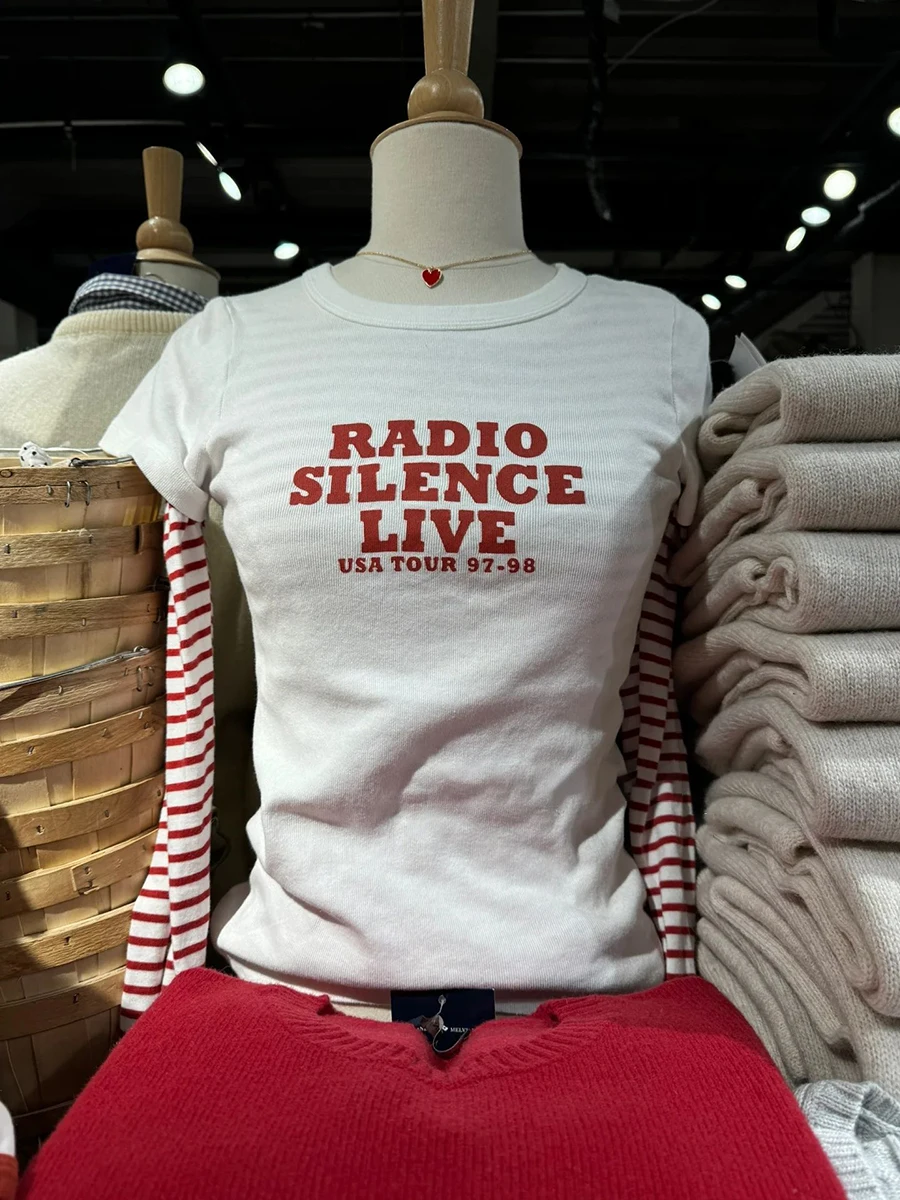 RADIO
SILENCE
LIVE
USA TOUR 97-98